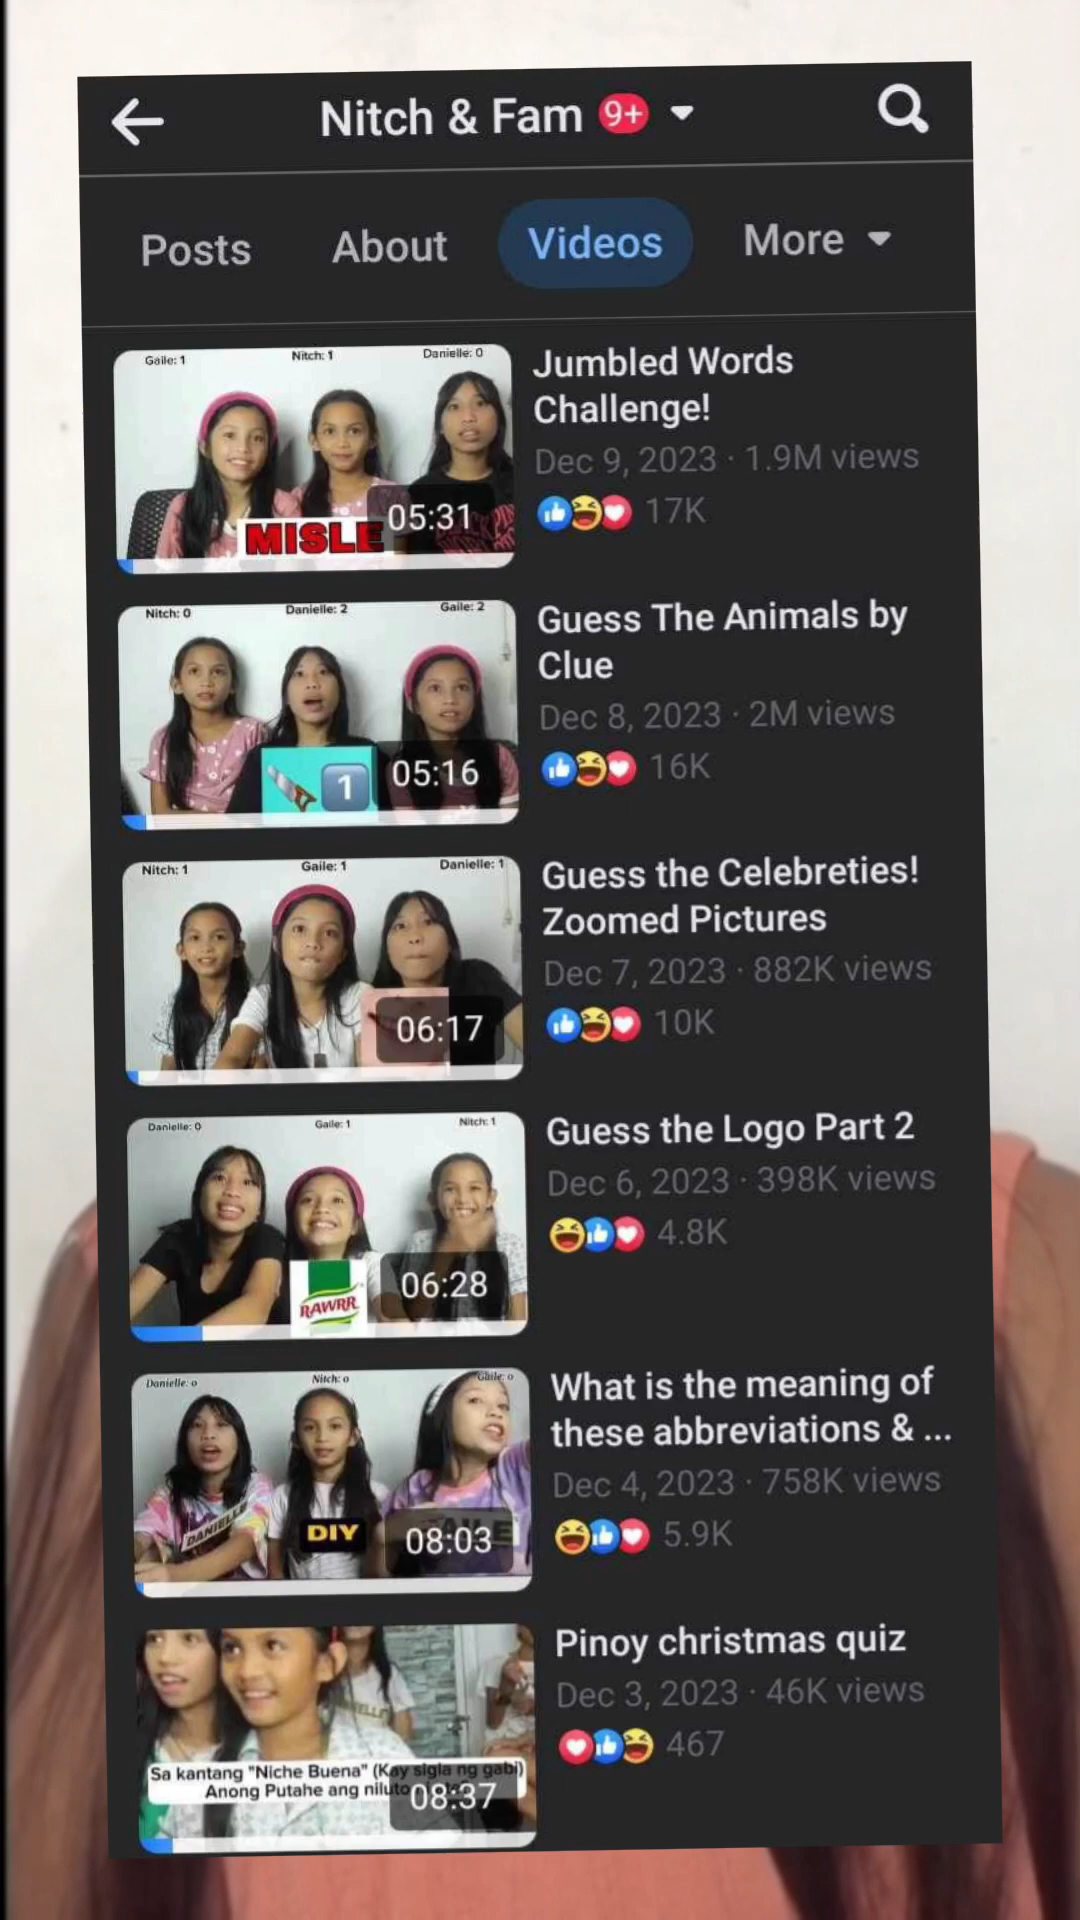 Nitch & Fam 9+
Posts About Videos More
Gaile: 1 Nitch: 1 Danielle: 0
MISLE
05:31
Jumbled Words
Challenge!
Dec 9, 2023 · 1.9M views
17K
Nitch: 0 Danielle: 2 Gaile: 2
1
05:16
Guess The Animals by
Clue
Dec 8, 2023 · 2M views
16K
Nitch: 1 Gaile: 1 Danielle: 1
06:17
Guess the Celebreties!
Zoomed Pictures
Dec 7, 2023 · 882K views
10K
Danielle: 0 Gaile: 1 Nitch: 1
RAWRR
06:28
Guess the Logo Part 2
Dec 6, 2023 · 398K views
4.8K
Danielle: 0 Nitch: 0 Gaile: 0
DANIELLE
DIY
08:03
What is the meaning of
these abbreviations & ...
Dec 4, 2023 · 758K views
5.9K
Sa kantang "Niche Buena" (Kay sigla ng gabi)
Anong Putahe ang niluto
08:37
Pinoy christmas quiz
Dec 3, 2023 · 46K views
467